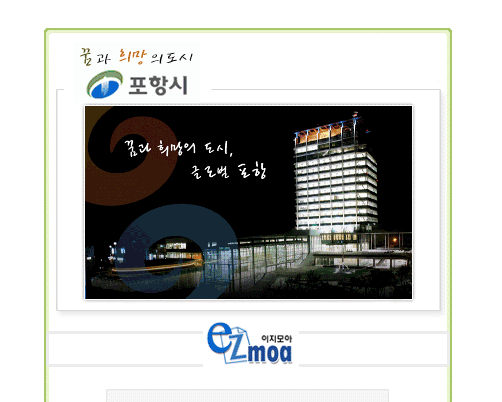 꿈과 희망의도시
포항시
꿈과 희망의 도시,
글로벌 포항
이지모아
ezmoa